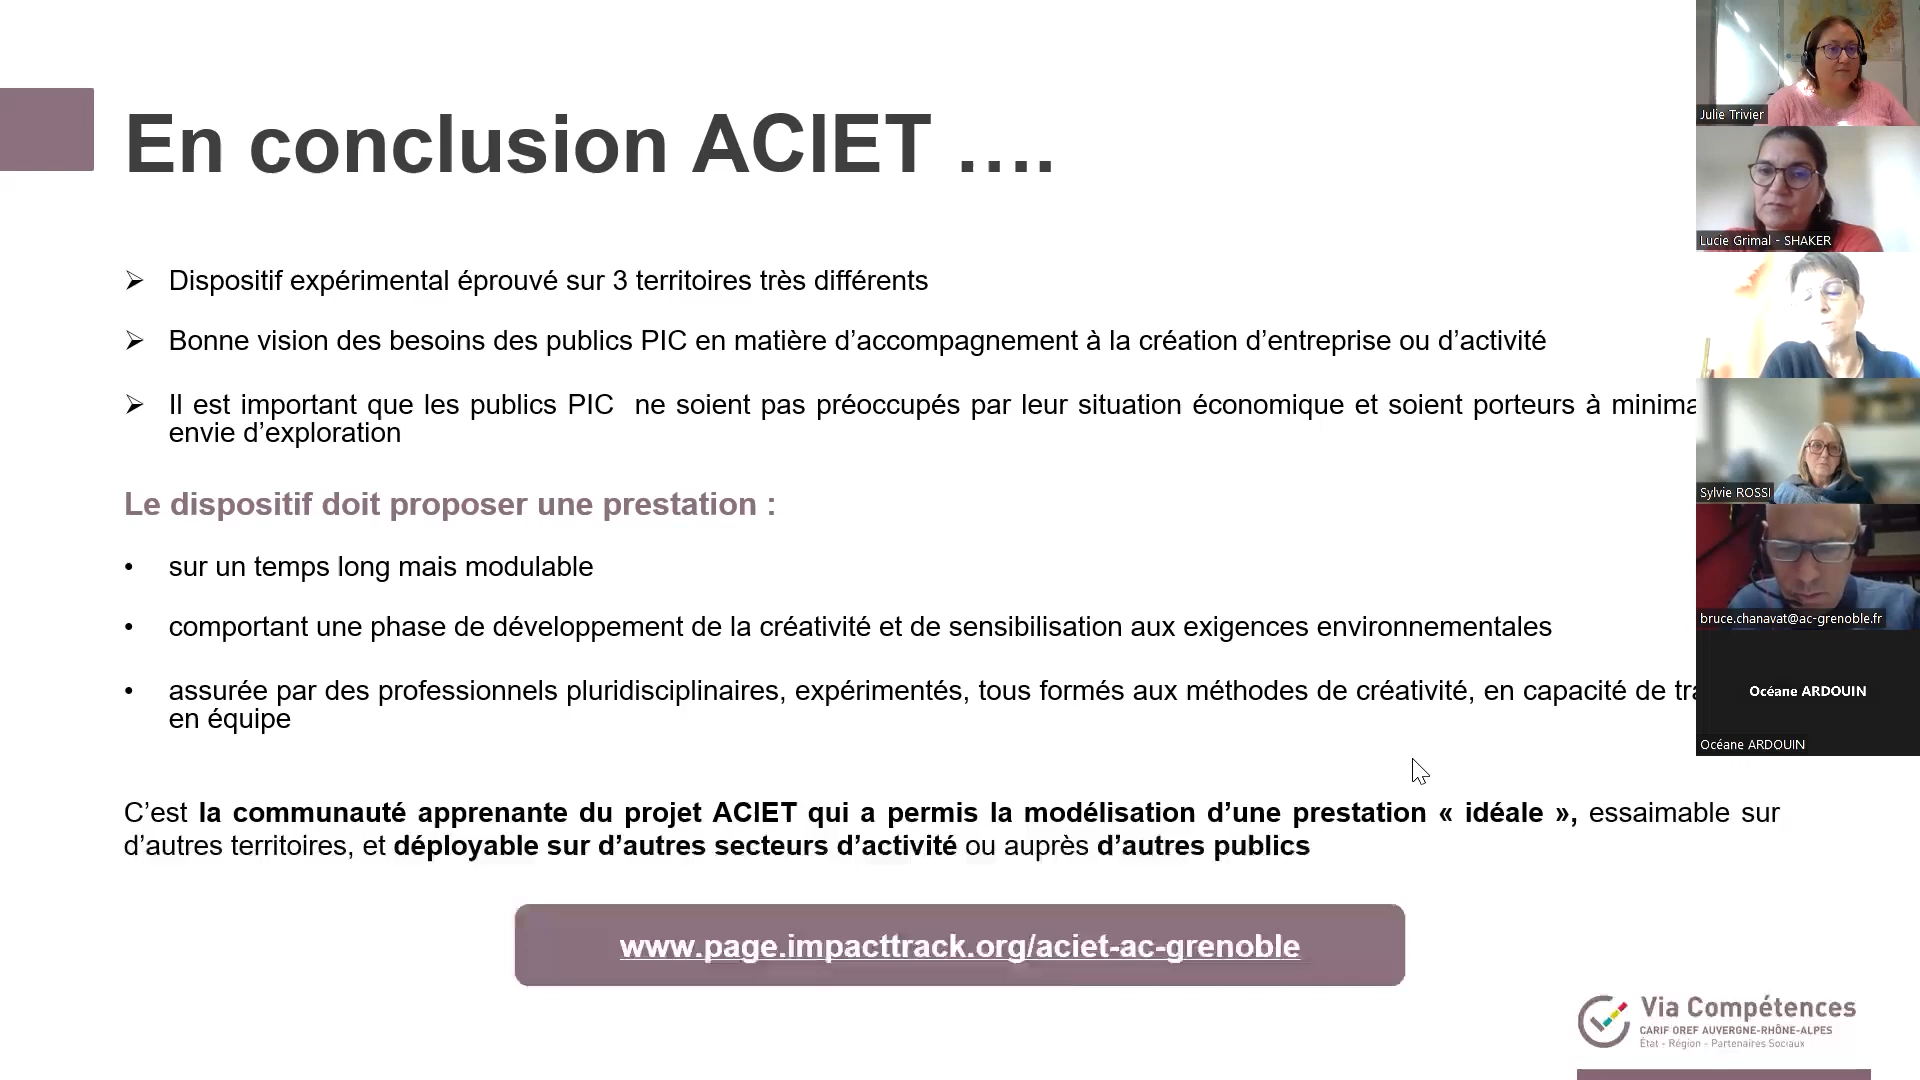 En conclusion ACIET ….
Dispositif expérimental éprouvé sur 3 territoires très différents
Bonne vision des besoins des publics PIC en matière d’accompagnement à la création d’entreprise ou d’activité
Il est important que les publics PIC ne soient pas préoccupés par leur situation économique et soient porteurs à minima
envie d’exploration
Le dispositif doit proposer une prestation :
• sur un temps long mais modulable
• comportant une phase de développement de la créativité et de sensibilisation aux exigences environnementales
• assurée par des professionnels pluridisciplinaires, expérimentés, tous formés aux méthodes de créativité, en capacité de
en équipe
C’est la communauté apprenante du projet ACIET qui a permis la modélisation d’une prestation « idéale », essaimable sur
d’autres territoires, et déployable sur d’autres secteurs d’activité ou auprès d’autres publics
www.page.impacttrack.org/aciet-ac-grenoble
Via Compétences
CARIF OREF AUVERGNE-RHÔNE-ALPES
État - Région - Partenaires Sociaux
Julie Trivier
Lucie Grimal - SHAKER
Sylvie ROSSI
bruce.chanavat@ac-grenoble.fr
Océane ARDOUIN
Océane ARDOUIN